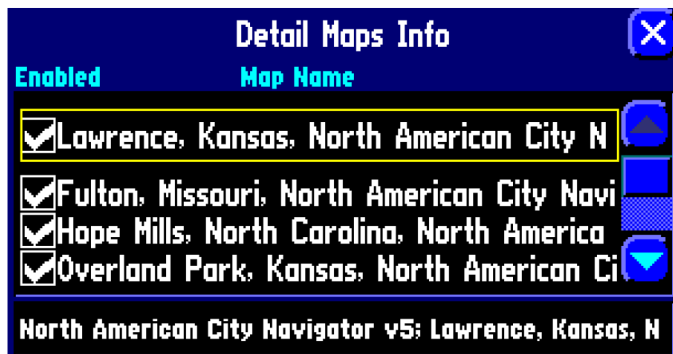 Detail Maps Info
Enabled Map Name
Lawrence, Kansas, North American City N
Fulton, Missouri, North American City Navi
Hope Mills, North Carolina, North America
Overland Park, Kansas, North American Ci
North American City Navigator v5; Lawrence, Kansas, N